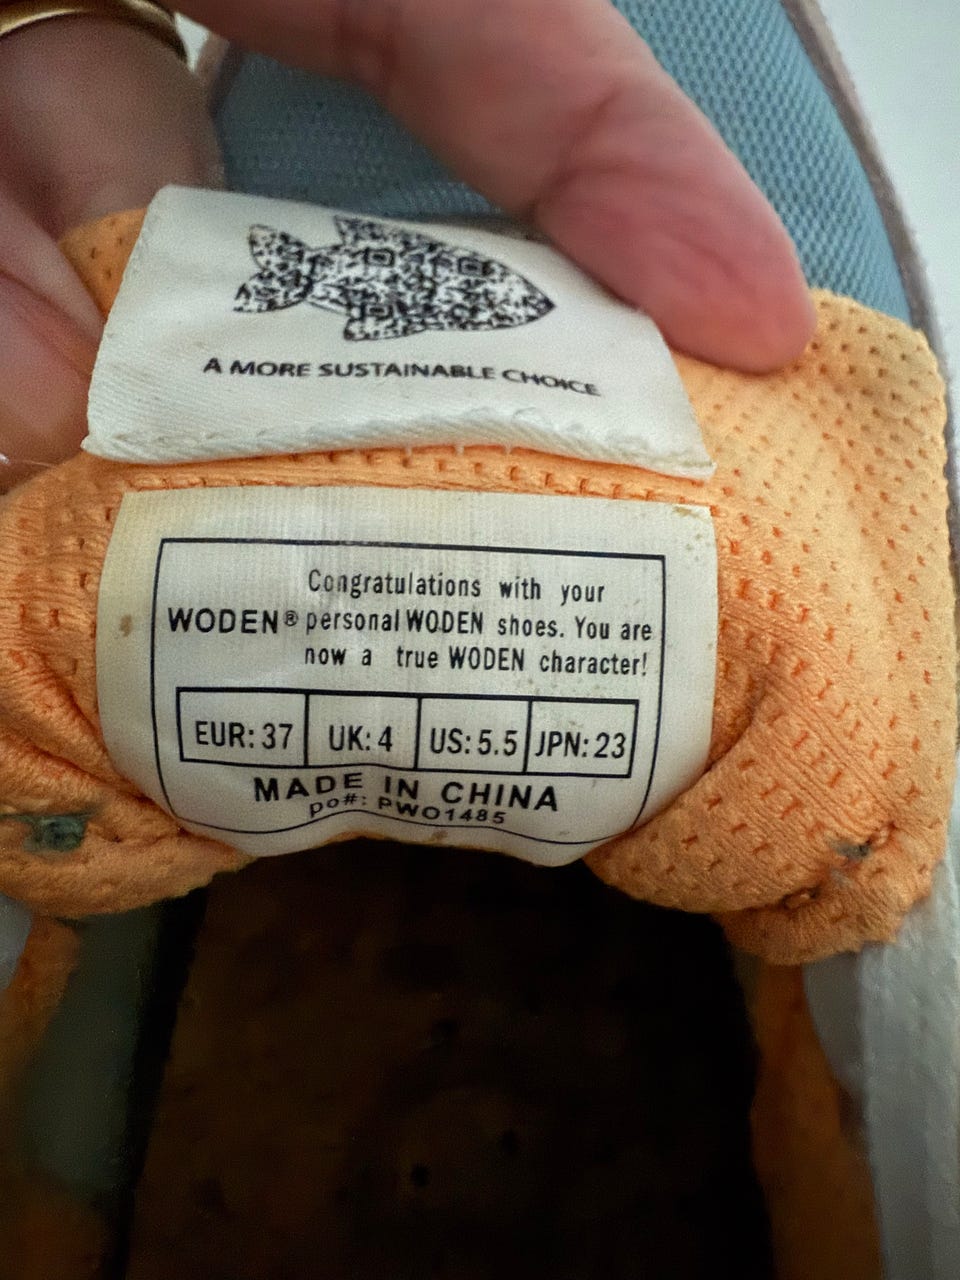 A MORE SUSTAINABLE CHOICE
Congratulations with your
WODEN® personal WODEN shoes. You are
now a true WODEN character!
EUR: 37 UK: 4 US: 5.5 JPN: 23
MADE IN CHINA
po#: PWO1485